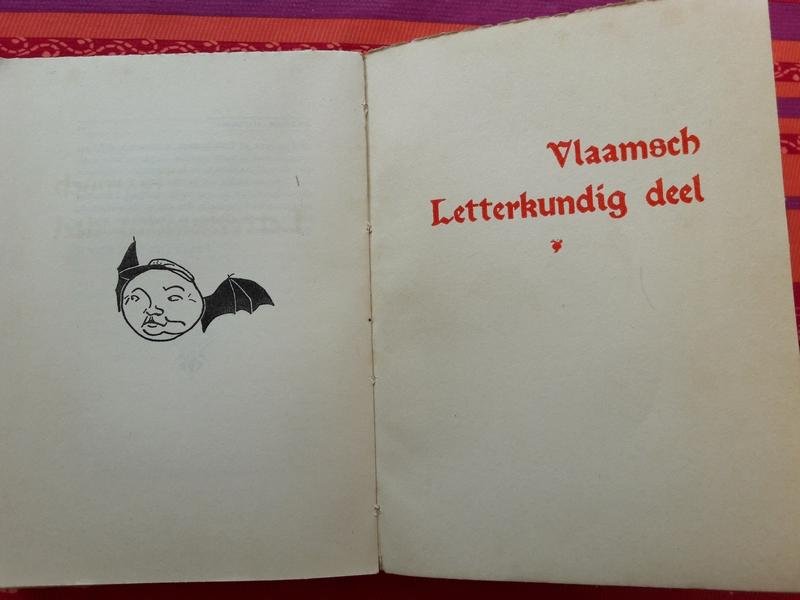 Vlaamsch
Letterkundig deel